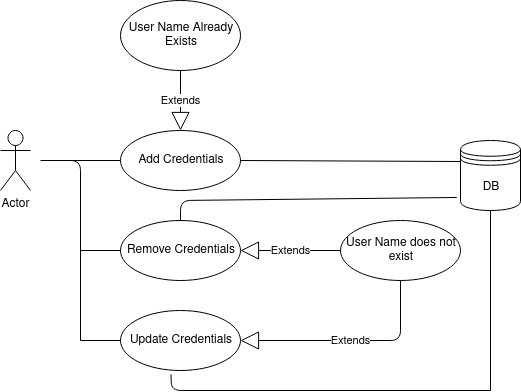 User Name Already
Exists
Extends
Add Credentials
DB
Actor
Remove Credentials
Extends
User Name does not
exist
Update Credentials
Extends